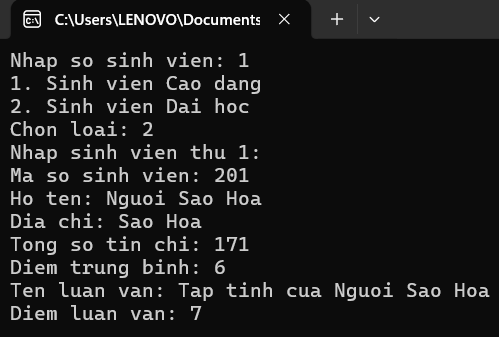 C:\Users\LENOVO\Documents
Nhap so sinh vien: 1
1. Sinh vien Cao dang
2. Sinh vien Dai hoc
Chon loai: 2
Nhap sinh vien thu 1:
Ma so sinh vien: 201
Ho ten: Nguoi Sao Hoa
Dia chi: Sao Hoa
Tong so tin chi: 171
Diem trung binh: 6
Ten luan van: Tap tinh cua Nguoi Sao Hoa
Diem luan van: 7